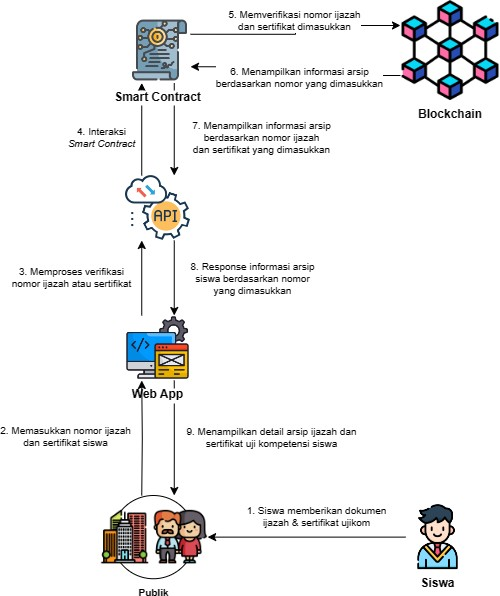 5. Memverifikasi nomor ijazah
dan sertifikat dimasukkan
6. Menampilkan informasi arsip
berdasarkan nomor yang dimasukkan
Smart Contract
Blockchain
4. Interaksi
Smart Contract
7. Menampilkan informasi arsip
berdasarkan nomor ijazah
dan sertifikat yang dimasukkan
API
3. Memproses verifikasi
nomor ijazah atau sertifikat
8. Response informasi arsip
siswa berdasarkan nomor
yang dimasukkan
</>
Web App
2. Memasukkan nomor ijazah
dan sertifikat siswa
9. Menampilkan detail arsip ijazah dan
sertifikat uji kompetensi siswa
1. Siswa memberikan dokumen
ijazah & sertifikat ujikom
Publik
Siswa